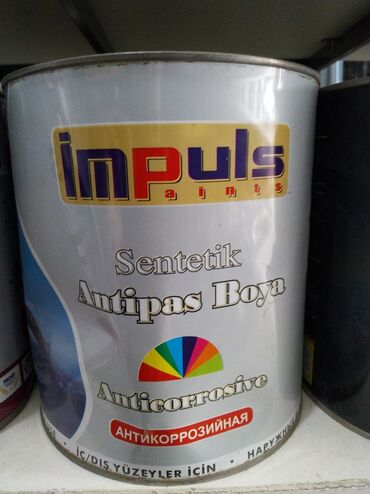 impuls
paints
Sentetik
Antipas Boya
Anticorrosive
АНТИКОРРОЗИЙНАЯ
• İÇ/DIŞ YÜZEYLER İÇİN •